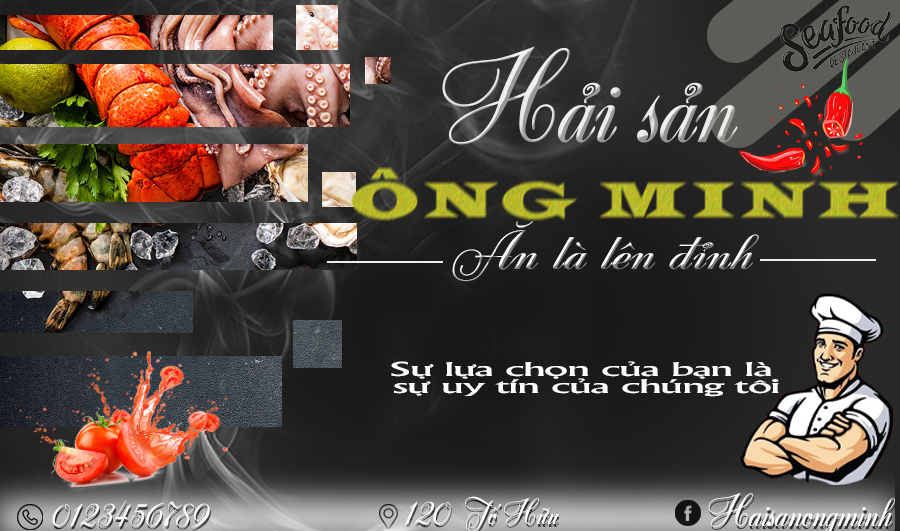 Seafood
RESTAURANT
Hải sản
ÔNG MINH
Ăn là lên đỉnh
Sự lựa chọn của bạn là
sự uy tín của chúng tôi
0123456789
120 Tố Hữu
Haisanongminh